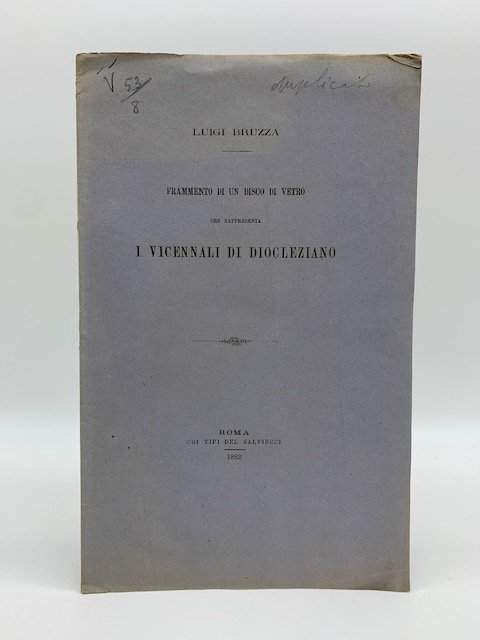 V 53/8
duplicato
LUIGI BRUZZA
FRAMMENTO DI UN DISCO DI VETRO
CHE RAPPRESENTA
I VICENNALI DI DIOCLEZIANO
ROMA
COI TIPI DEL SALVIUCCI
1882